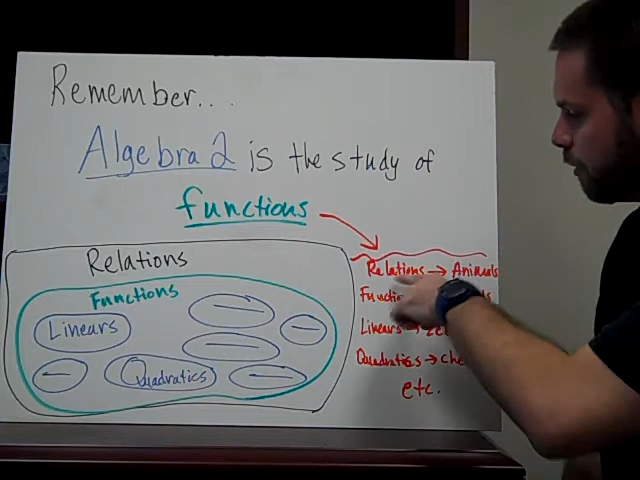 Remember...
Algebra 2 is the study of
functions
Relations
Functions
Linears
Quadratics
Relations → Animals
Linears →
Quadratics →
etc.